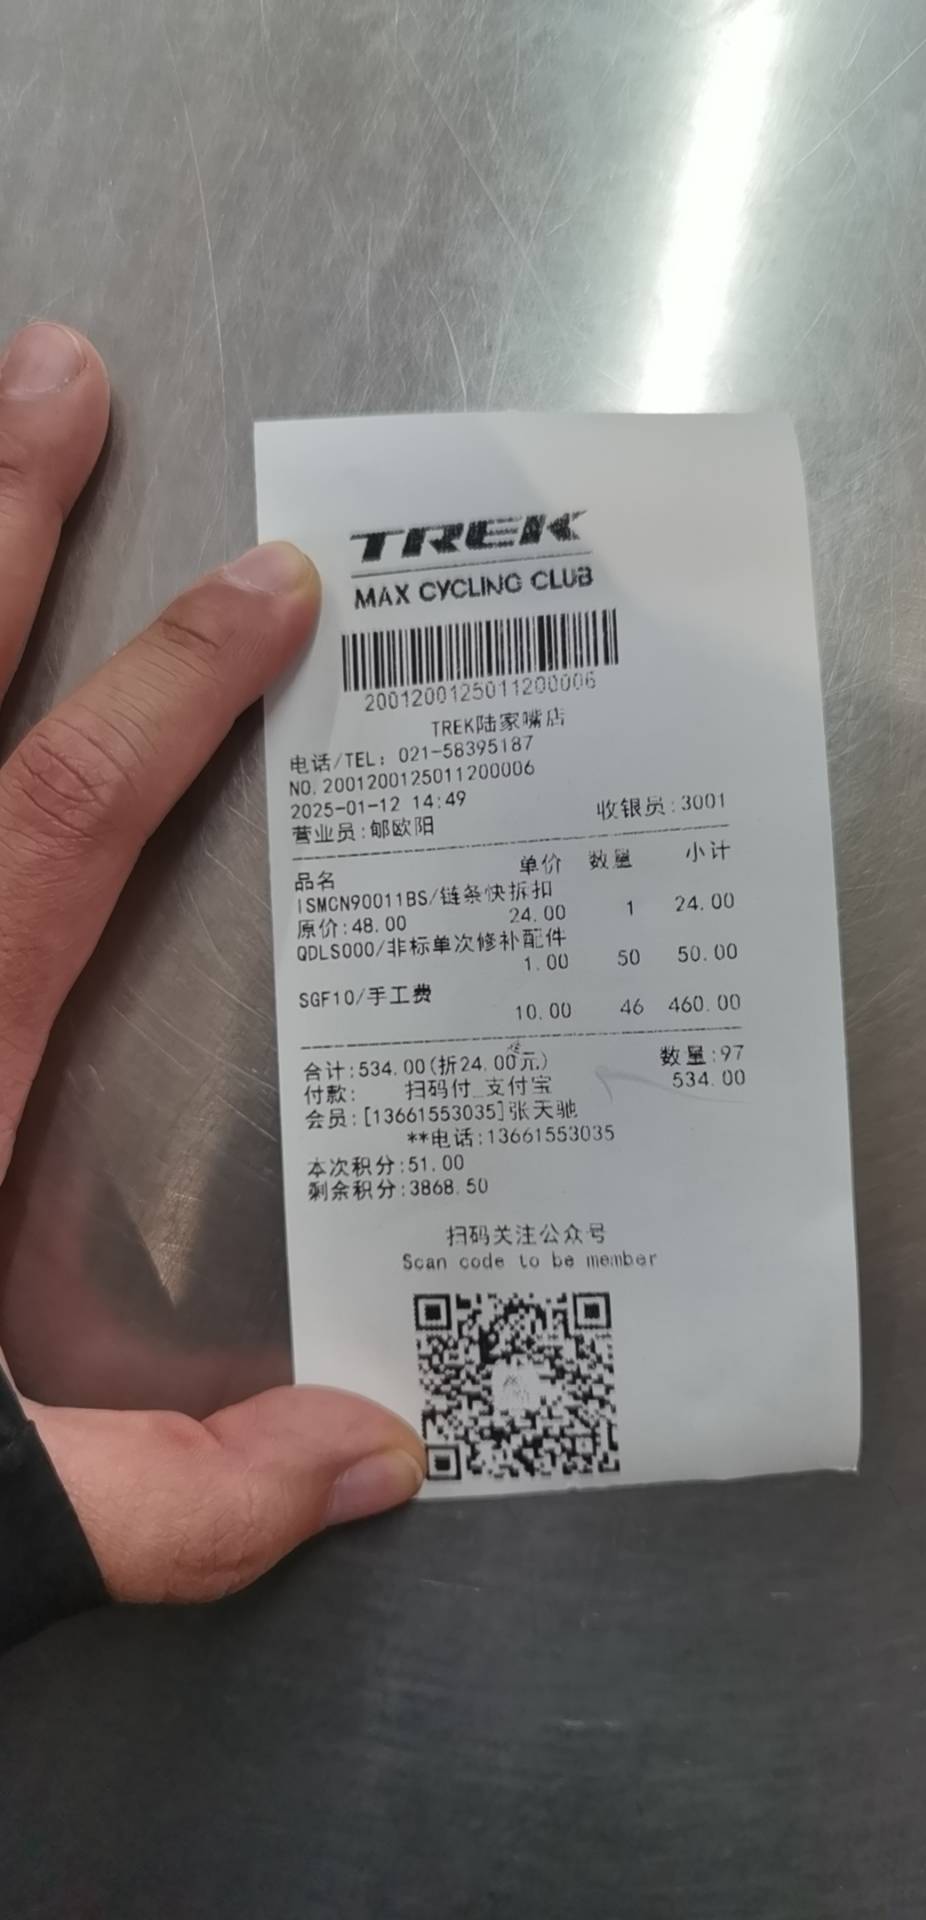 TREK
MAX CYCLING CLUB
2001200125011200006
TREK陆家嘴店
电话/TEL: 021-58395187
NO.2001200125011200006
2025-01-12 14:49
营业员:郇欧阳 收银员:3001
品名 单价 数量 小计
ISMCN90011BS/链条快拆扣
原价:48.00 24.00 1 24.00
QDLS000/非标单次修补配件
1.00 50 50.00
SGF10/手工费
10.00 46 460.00
合计:534.00(折24.00元) 数量:97
付款: 扫码付_支付宝 534.00
会员:[13661553035]张天驰
**电话:13661553035
本次积分:51.00
剩余积分:3868.50
扫码关注公众号
Scan code to be member